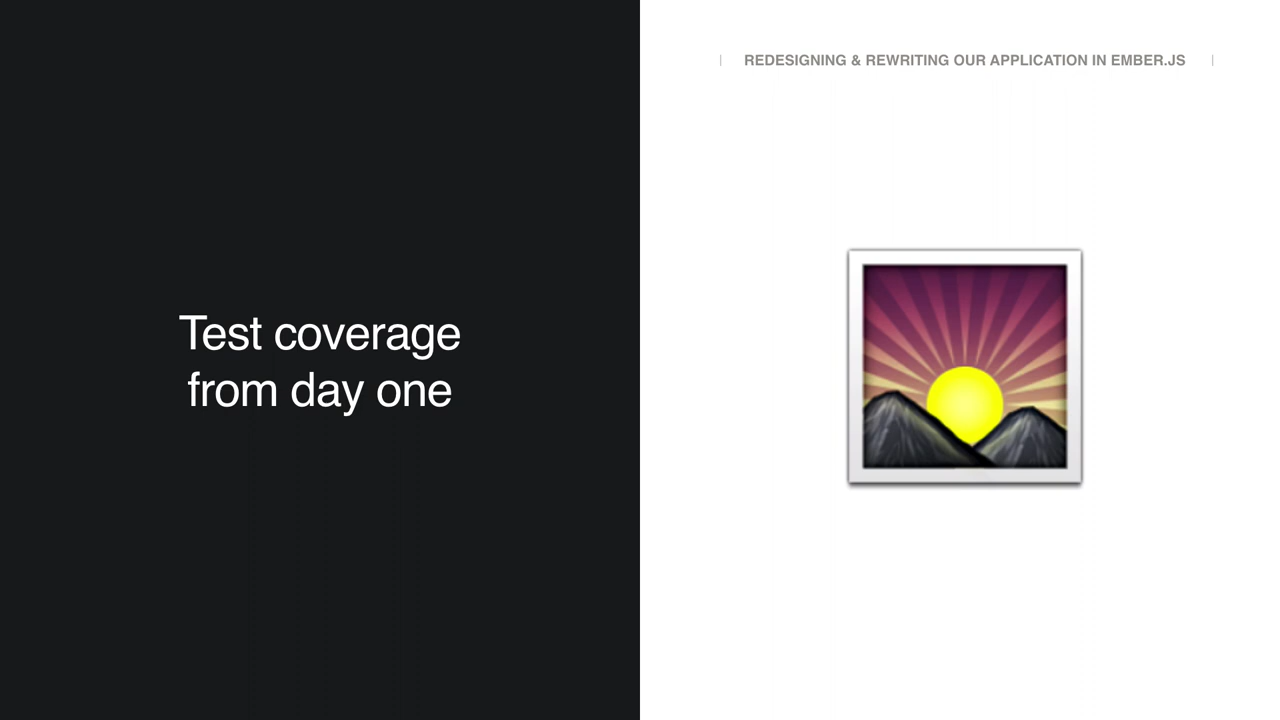 Test coverage
from day one
REDESIGNING & REWRITING OUR APPLICATION IN EMBER.JS